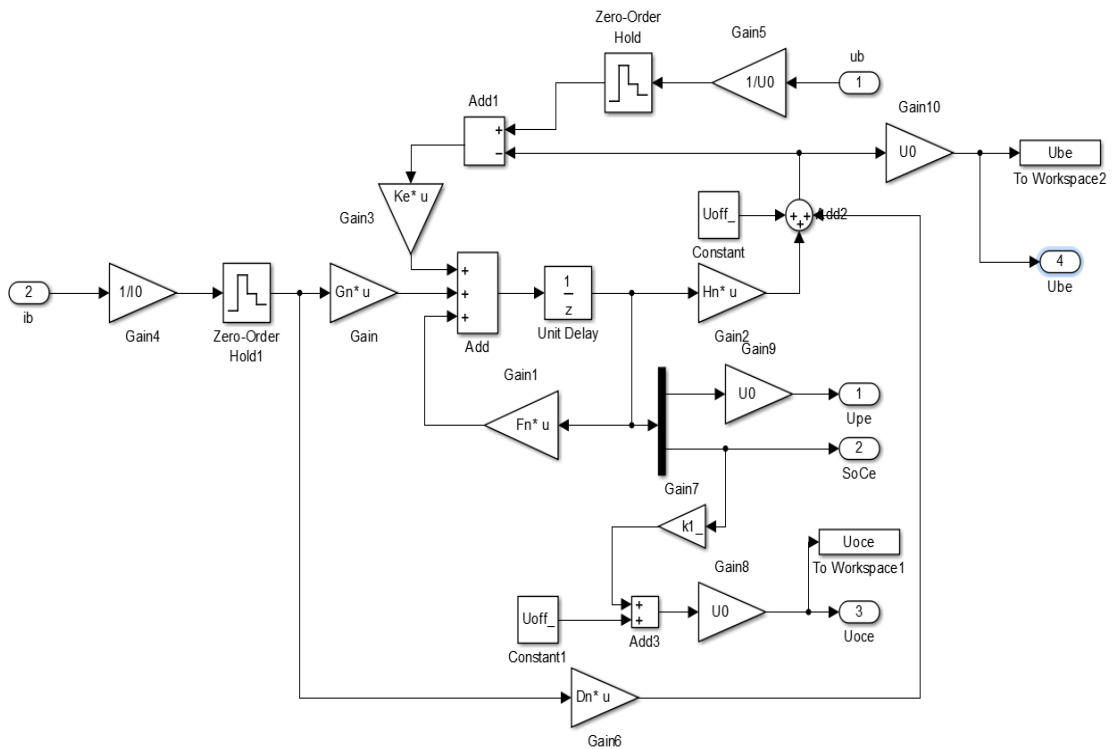 Zero-Order
Hold
Gain5
ub
1/U0
1
Add1
Gain10
+
−
U0
Ube
To Workspace2
Ke* u
Gain3
Uoff_
Constant
+
+
+
Add2
4
Ube
2
ib
1/I0
Gain4
Zero-Order
Hold1
Gn* u
Gain
+
+
+
Add
1
z
Unit Delay
Hn* u
Gain2
Gain9
Gain1
Fn* u
U0
1
Upe
2
SoCe
Gain7
k1_
Uoce
To Workspace1
Gain8
Uoff_
Constant1
+
+
Add3
U0
3
Uoce
Dn* u
Gain6